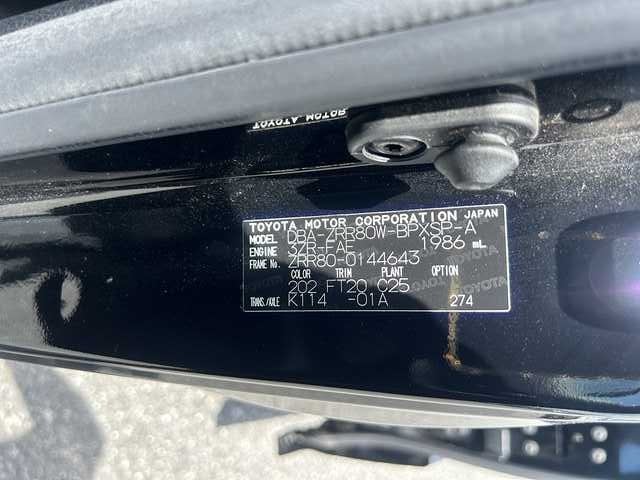 TOYOTA MOTOR CORPORATION JAPAN
MODEL DBA-ZRR80W-BPXSP-A
ENGINE 3ZR-FAE 1986 mL
FRAME No. ZRR80-0144643
COLOR TRIM PLANT OPTION
202 FT20 C25
TRANS./AXLE K114 -01A 274